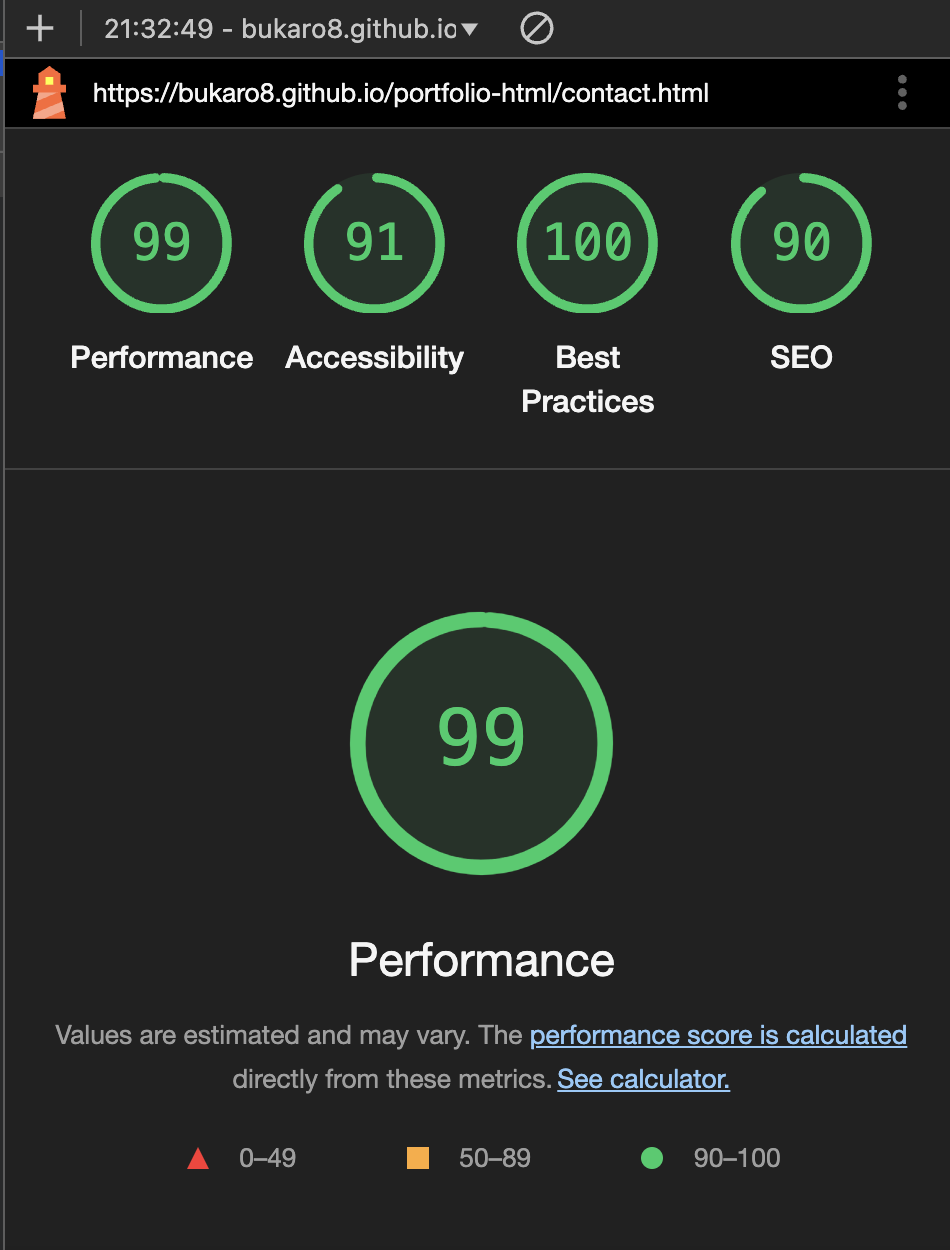 21:32:49 - bukaro8.github.io
https://bukaro8.github.io/portfolio-html/contact.html
99 91 100 90
Performance Accessibility Best Practices SEO
99
Performance
Values are estimated and may vary. The performance score is calculated
directly from these metrics. See calculator.
0–49 50–89 90–100